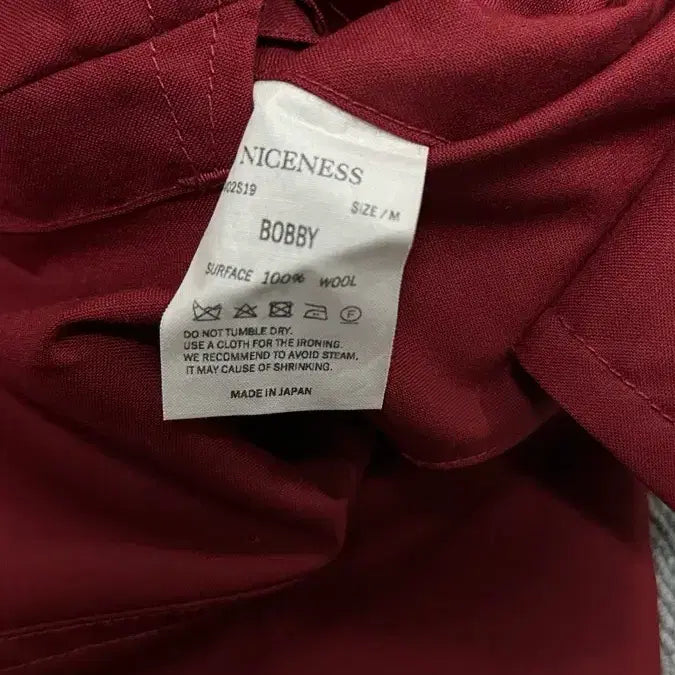 NICENESS
02S19
SIZE / M
BOBBY
SURFACE 100% WOOL
F
DO NOT TUMBLE DRY.
USE A CLOTH FOR THE IRONING.
WE RECOMMEND TO AVOID STEAM,
IT MAY CAUSE OF SHRINKING.
MADE IN JAPAN